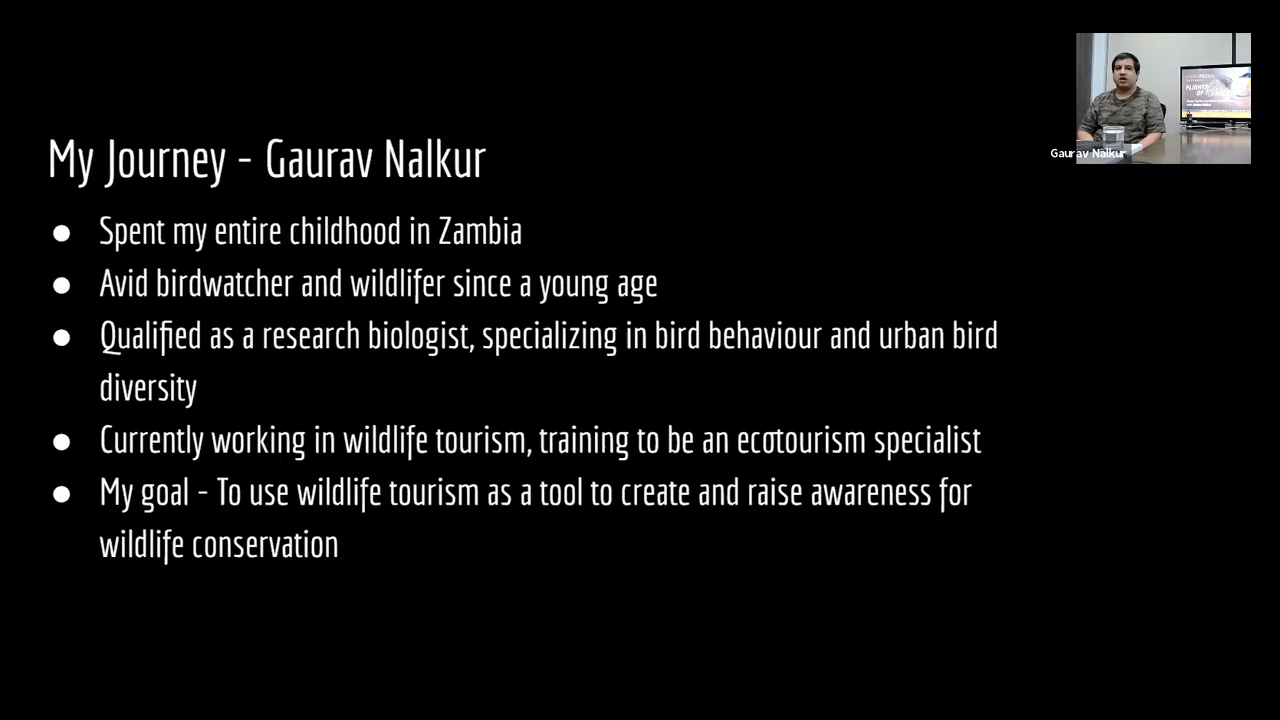 My Journey - Gaurav Nalkur
● Spent my entire childhood in Zambia
● Avid birdwatcher and wildlifer since a young age
● Qualified as a research biologist, specializing in bird behaviour and urban bird
diversity
● Currently working in wildlife tourism, training to be an ecotourism specialist
● My goal - To use wildlife tourism as a tool to create and raise awareness for
wildlife conservation
Gaurav Nalkur
FLIGHTS
OF